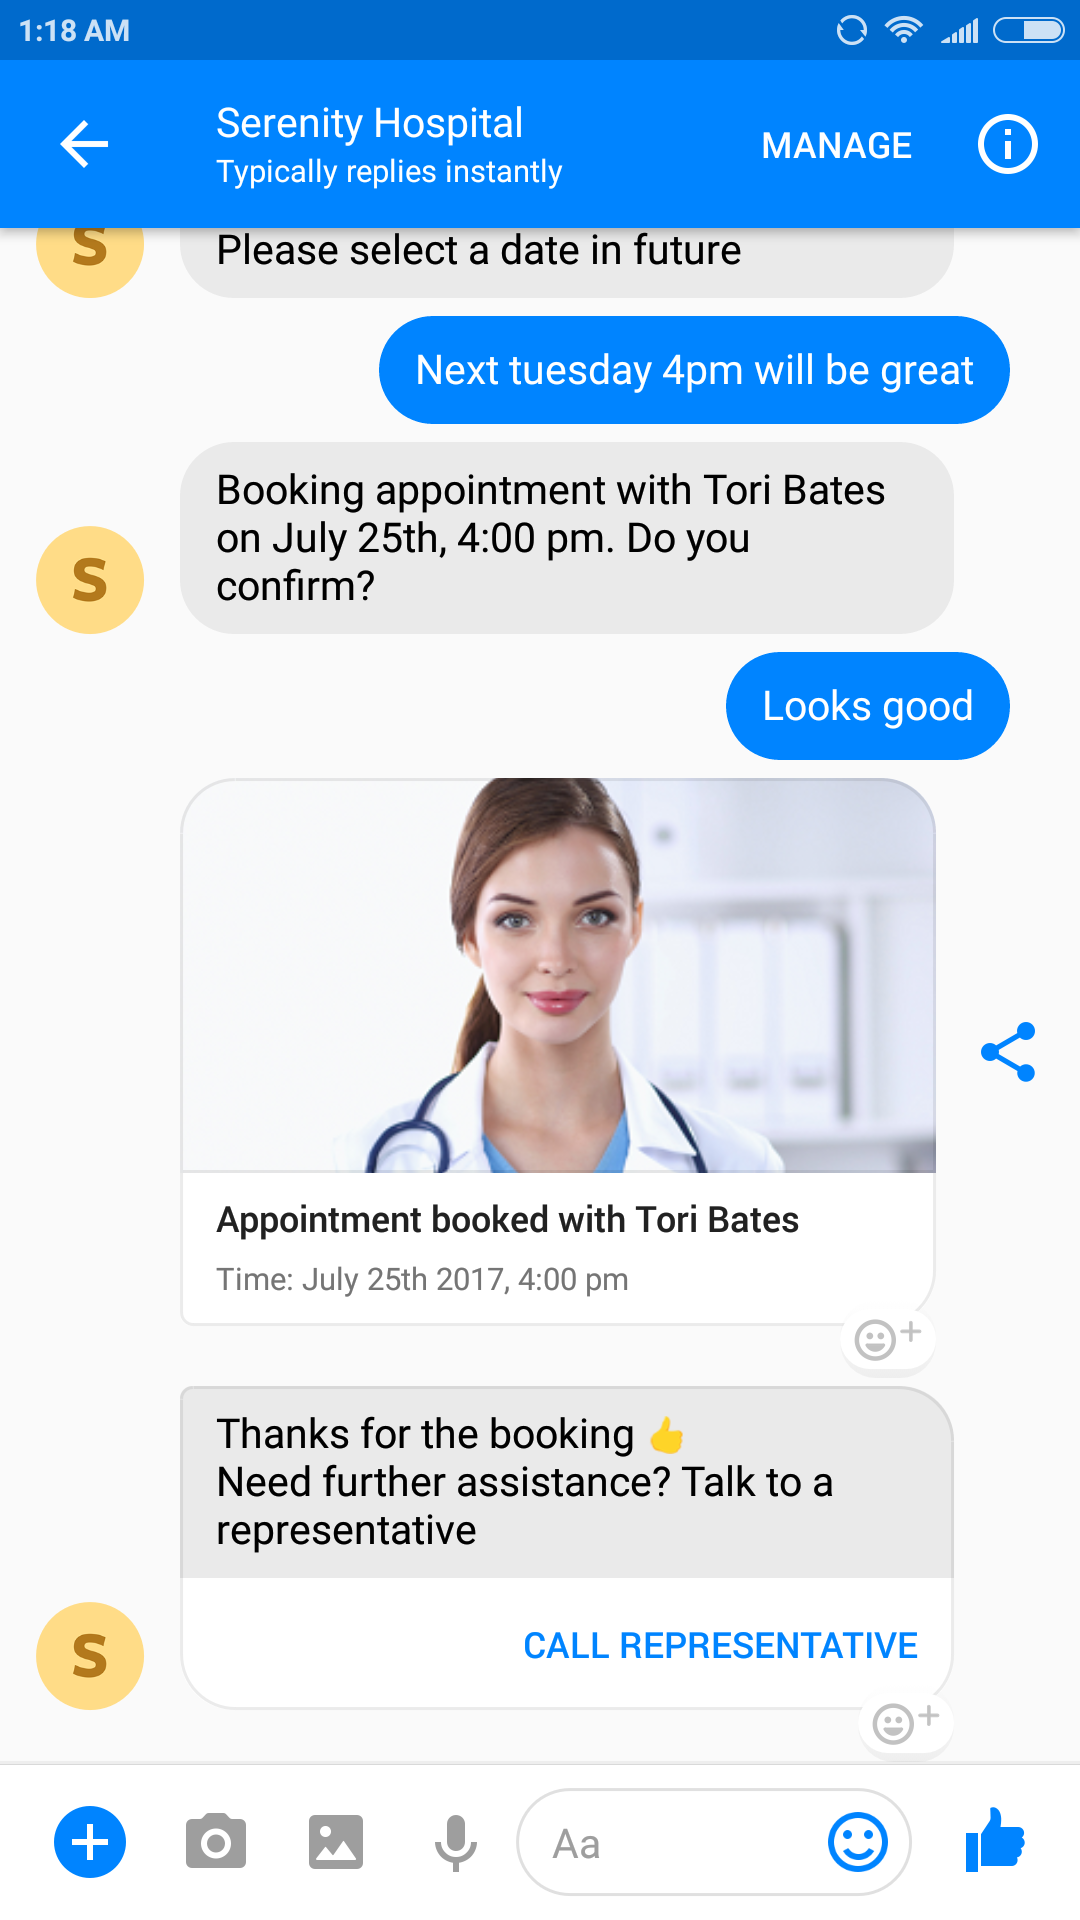 1:18 AM
Serenity Hospital
Typically replies instantly
MANAGE
S
Please select a date in future
Next tuesday 4pm will be great
Booking appointment with Tori Bates
on July 25th, 4:00 pm. Do you
confirm?
S
Looks good
Appointment booked with Tori Bates
Time: July 25th 2017, 4:00 pm
Thanks for the booking 👍
Need further assistance? Talk to a
representative
CALL REPRESENTATIVE
S
Aa